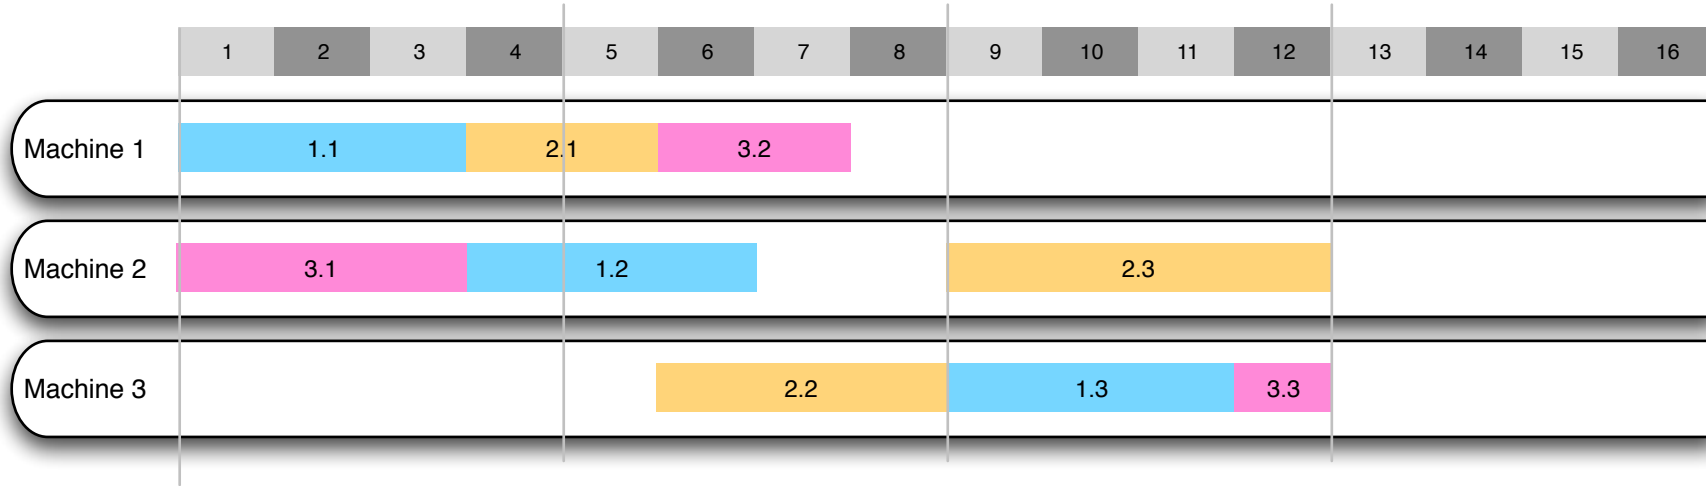 1 2 3 4 5 6 7 8 9 10 11 12 13 14 15 16
Machine 1 1.1 2.1 3.2
Machine 2 3.1 1.2 2.3
Machine 3 2.2 1.3 3.3